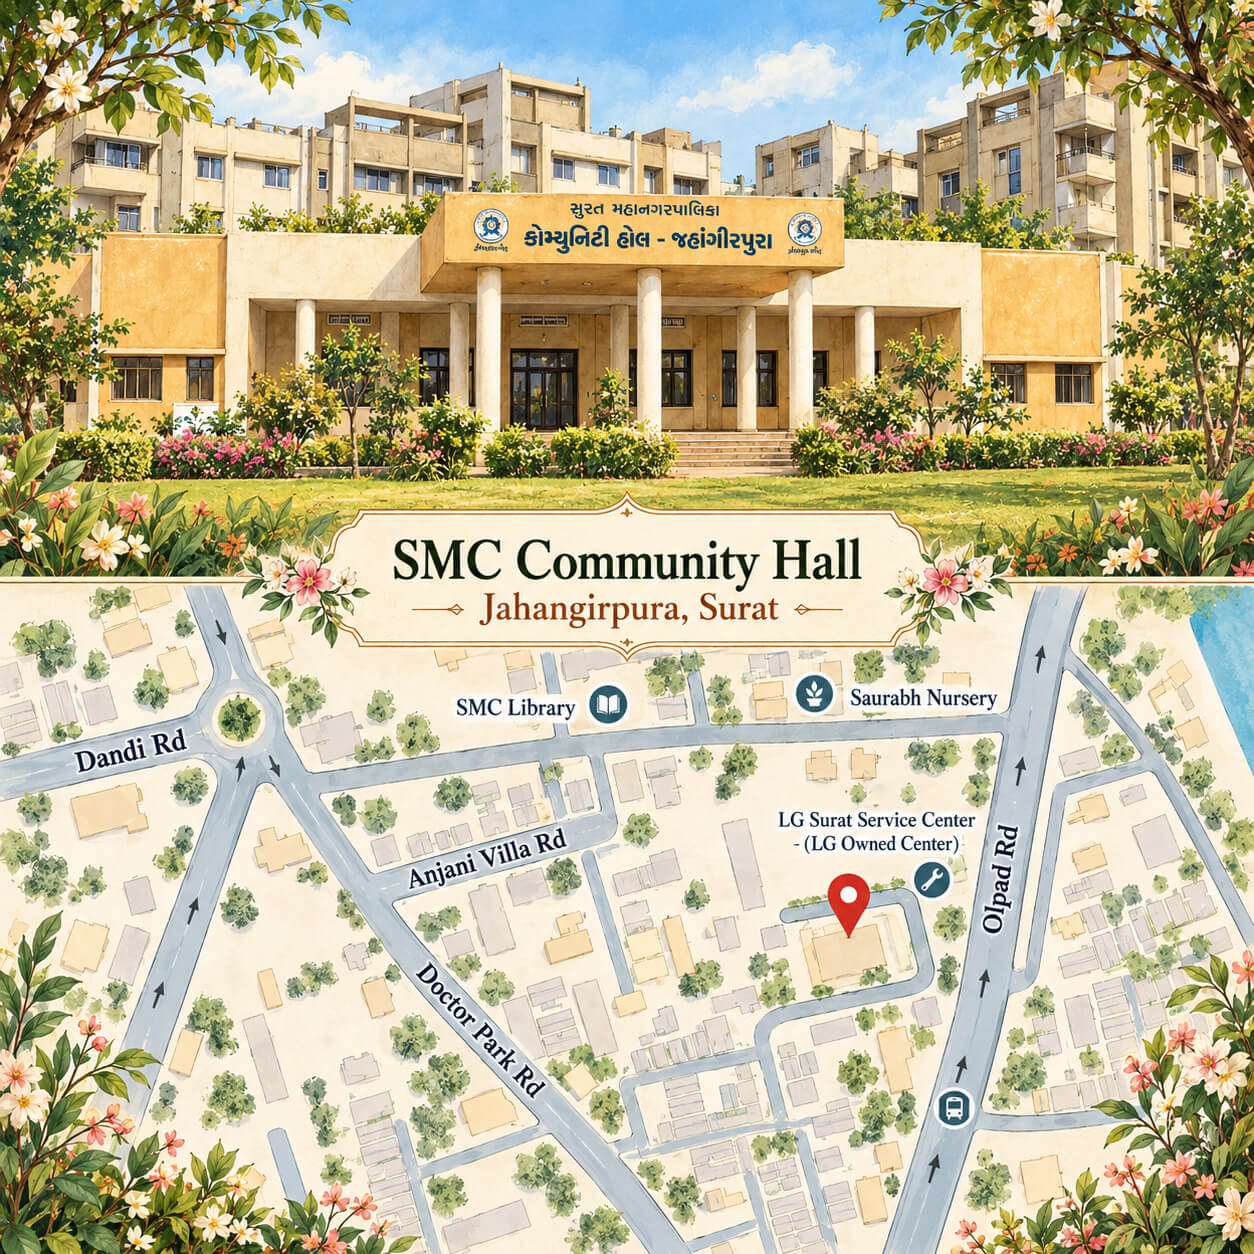 સુરત મહાનગરપાલિકા
કોમ્યુનિટી હોલ - જહાંગીરપુરા
SMC Community Hall
Jahangirpura, Surat
SMC Library
Saurabh Nursery
Dandi Rd
LG Surat Service Center
- (LG Owned Center)
Anjani Villa Rd
Olpad Rd
Doctor Park Rd